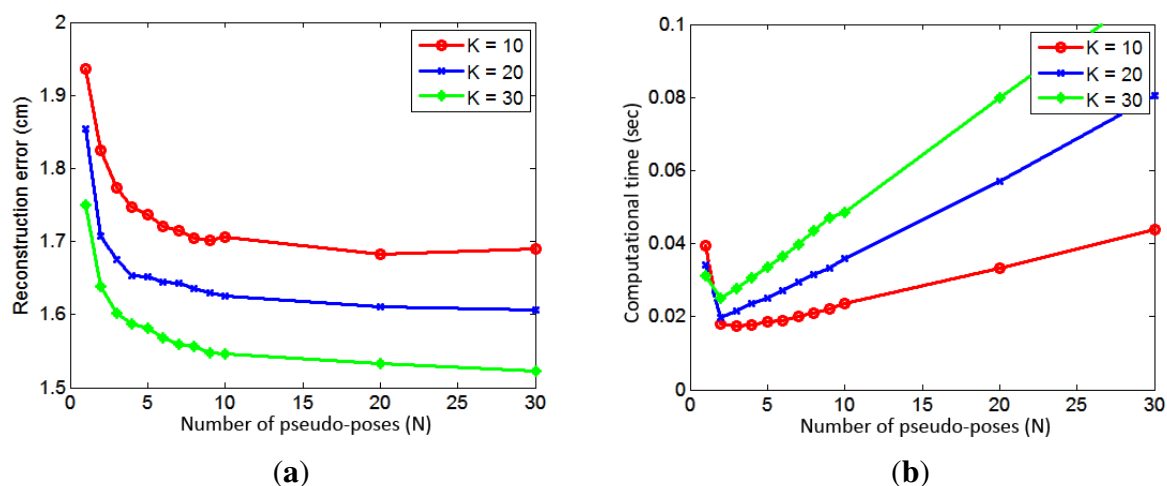 2
1.9
1.8
1.7
1.6
1.5
0 5 10 15 20 25 30
Reconstruction error (cm)
Number of pseudo-poses (N)
K = 10
K = 20
K = 30
(a)
0.1
0.08
0.06
0.04
0.02
0
0 5 10 15 20 25 30
Computational time (sec)
Number of pseudo-poses (N)
K = 10
K = 20
K = 30
(b)